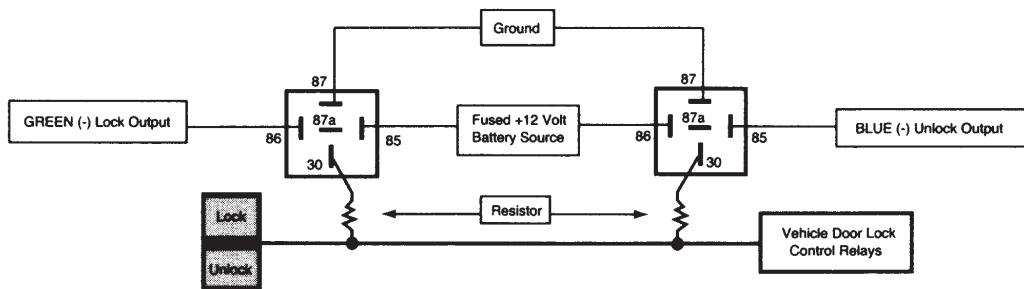 Ground
87
87
GREEN (-) Lock Output
86
87a
30
85
Fused +12 Volt
Battery Source
86
87a
30
85
BLUE (-) Unlock Output
Lock
Unlock
Resistor
Vehicle Door Lock
Control Relays